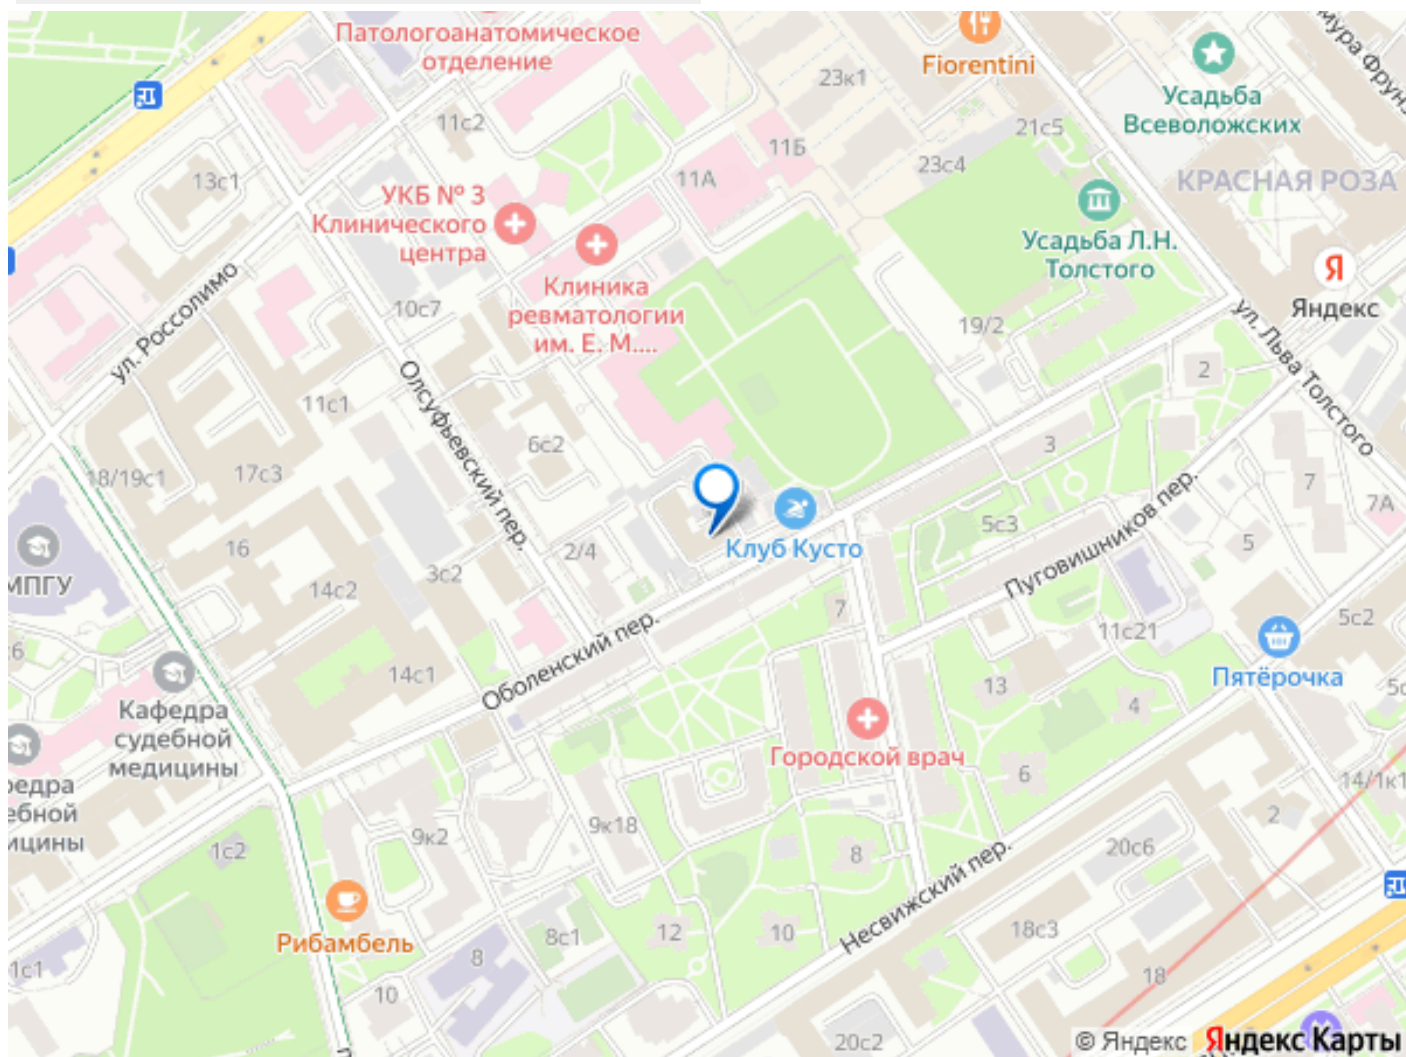 Патологоанатомическое
отделение
Fiorentini
23к1
Усадьба
Всеволожских
11с2
21с5
11Б
23с4
13с1
11А
УКБ № 3
Клинического
центра
КРАСНАЯ РОЗА
Усадьба Л.Н.
Толстого
Я
Яндекс
ул. Россолимо
10с7
Клиника
ревматологии
им. Е. М....
19/2
ул. Льва Толстого
2
11с1
Олсуфьевский пер.
6с2
3
18/19с1
17с3
7
7А
5с3
Пуговишников пер.
5
16
2/4
Клуб Кусто
МПГУ
14с2
3с2
7
11с21
5с2
Оболенский пер.
Пятёрочка
14с1
13
4
Кафедра
судебной
медицины
Городской врач
6
14/1к1
2
9к2
9к18
1с2
8
20с6
Несвижский пер.
Рибамбель
8с1
12
10
18с3
8
18
1с1
10
20с2
© Яндекс Яндекс Карты